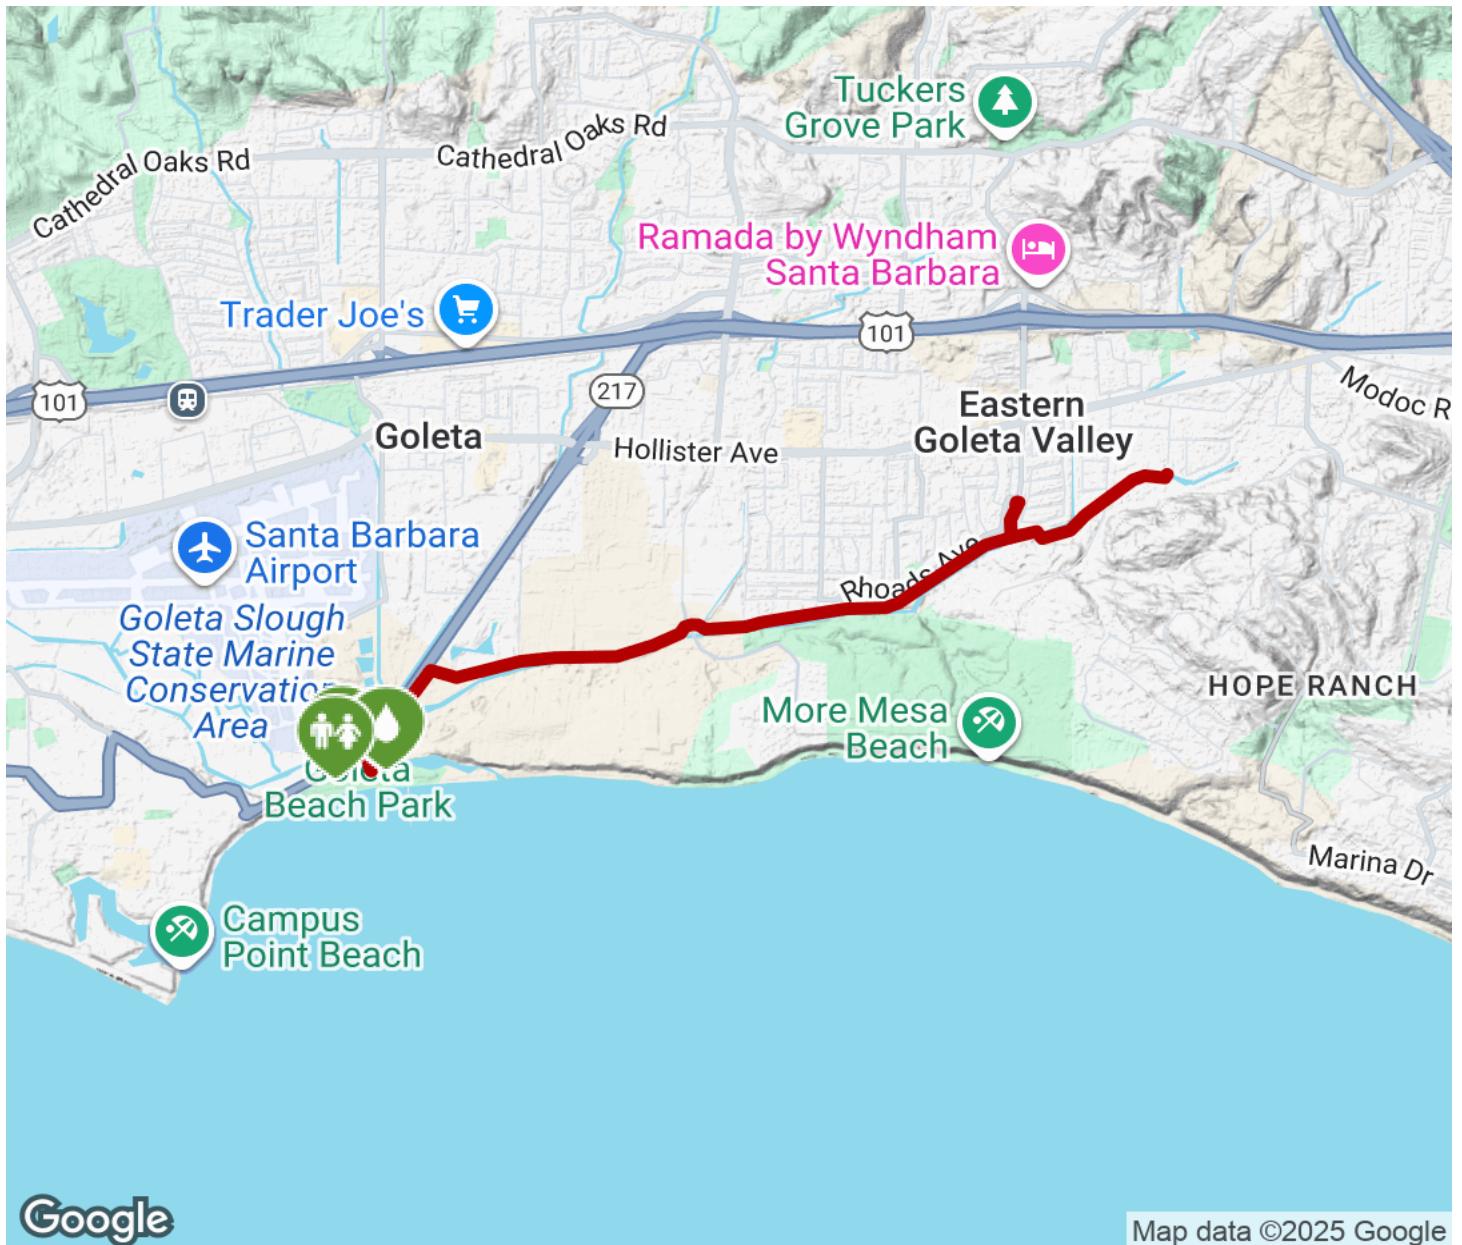 Tuckers
Grove Park
Cathedral Oaks Rd
Cathedral Oaks Rd
Ramada by Wyndham
Santa Barbara
Trader Joe's
101
101
217
Modoc R
Eastern
Goleta Valley
Goleta
Hollister Ave
Santa Barbara
Airport
Rhoads Ave
Goleta Slough
State Marine
Conservation
Area
HOPE RANCH
More Mesa
Beach
Goleta
Beach Park
Marina Dr
Campus
Point Beach
Google
Map data ©2025 Google